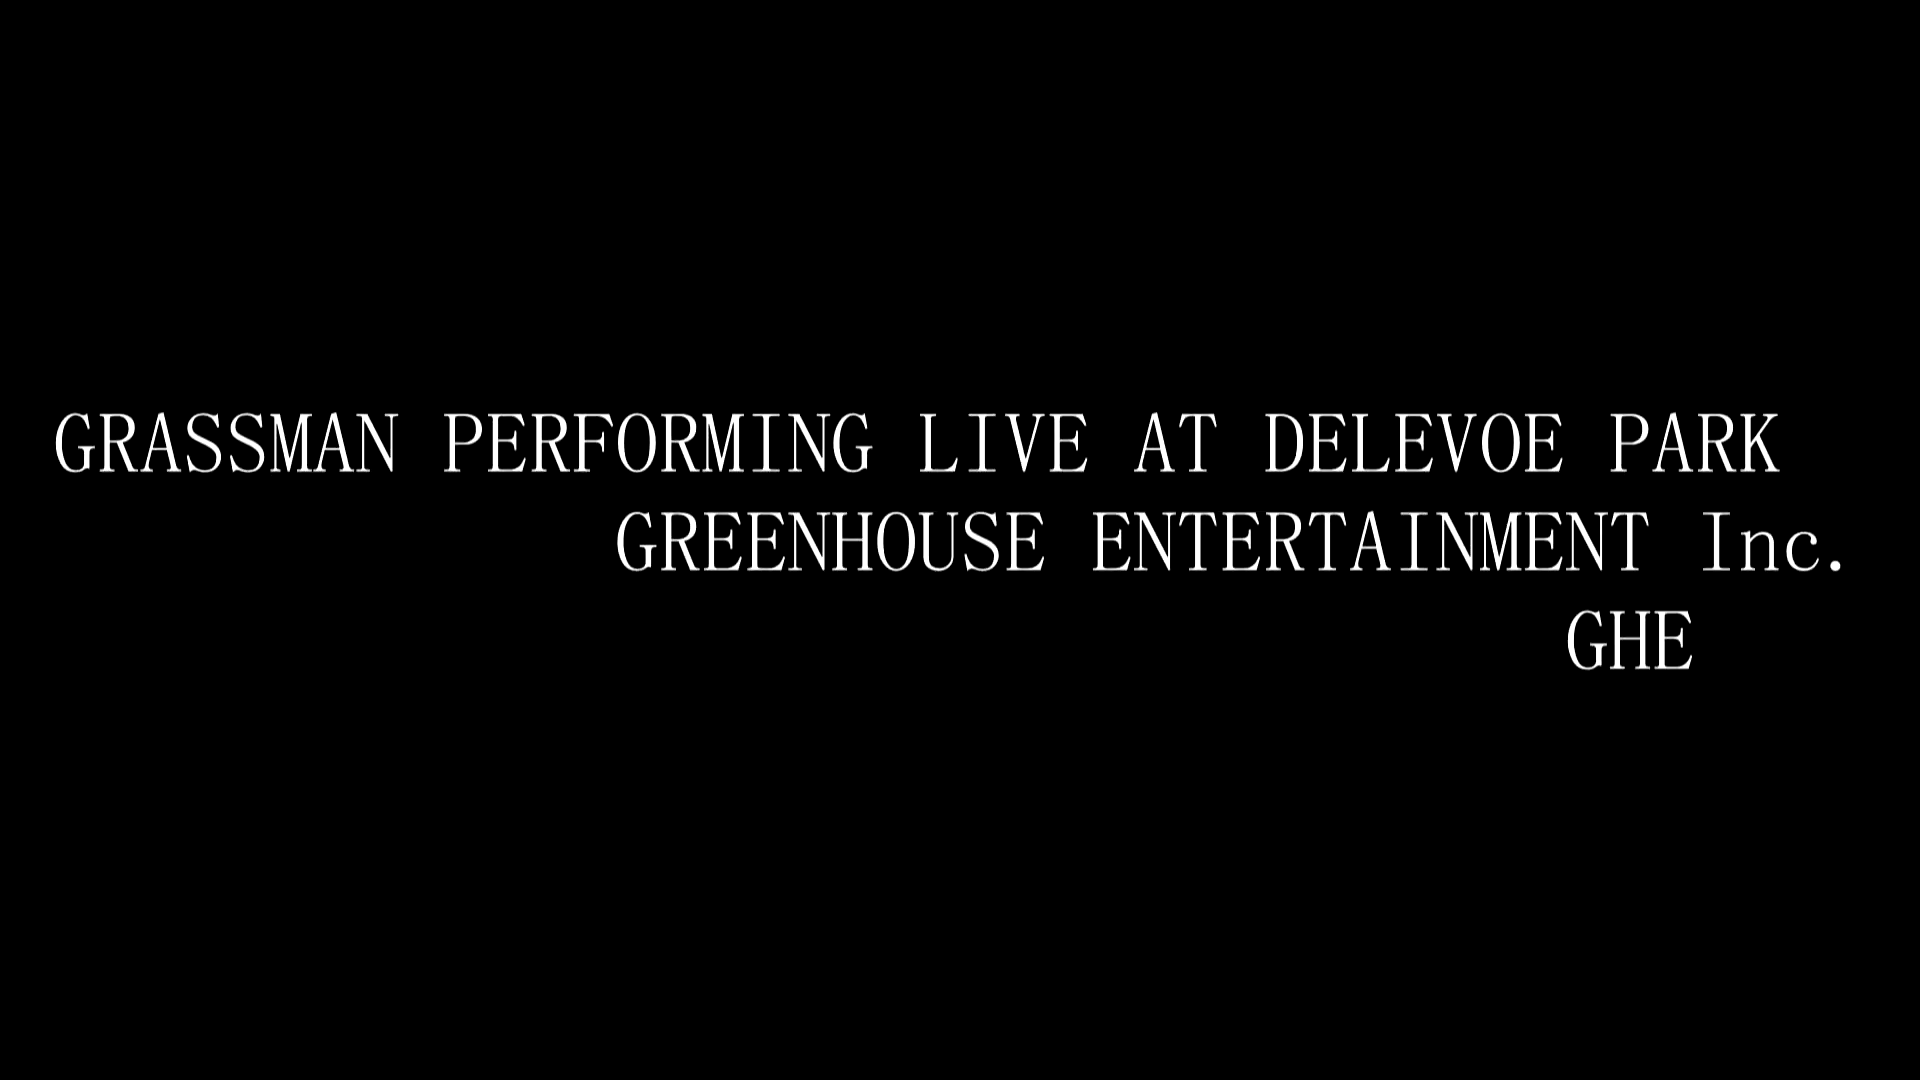 GRASSMAN PERFORMING LIVE AT DELEVOE PARK
GREENHOUSE ENTERTAINMENT Inc.
GHE